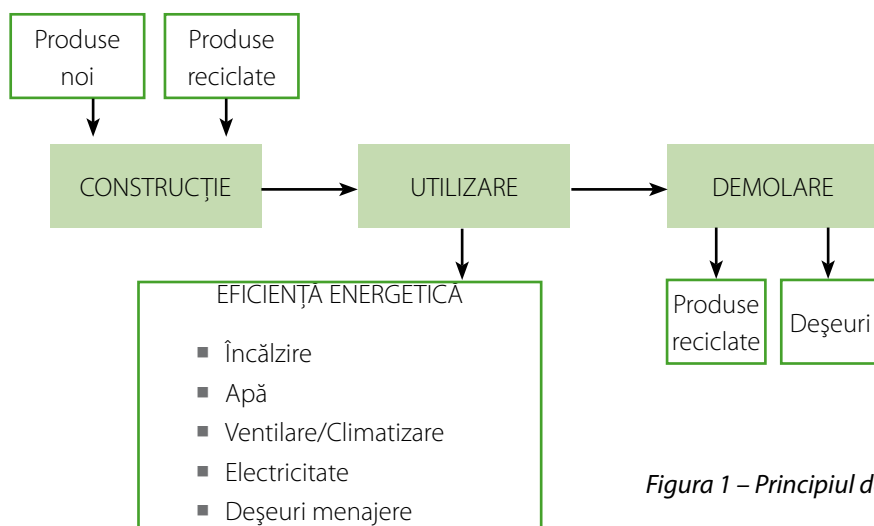 Produse
noi
Produse
reciclate
CONSTRUCȚIE
UTILIZARE
DEMOLARE
EFICIENȚĂ ENERGETICĂ
■ Încălzire
■ Apă
■ Ventilare/Climatizare
■ Electricitate
■ Deşeuri menajere
Produse
reciclate
Deşeuri
Figura 1 – Principiul d